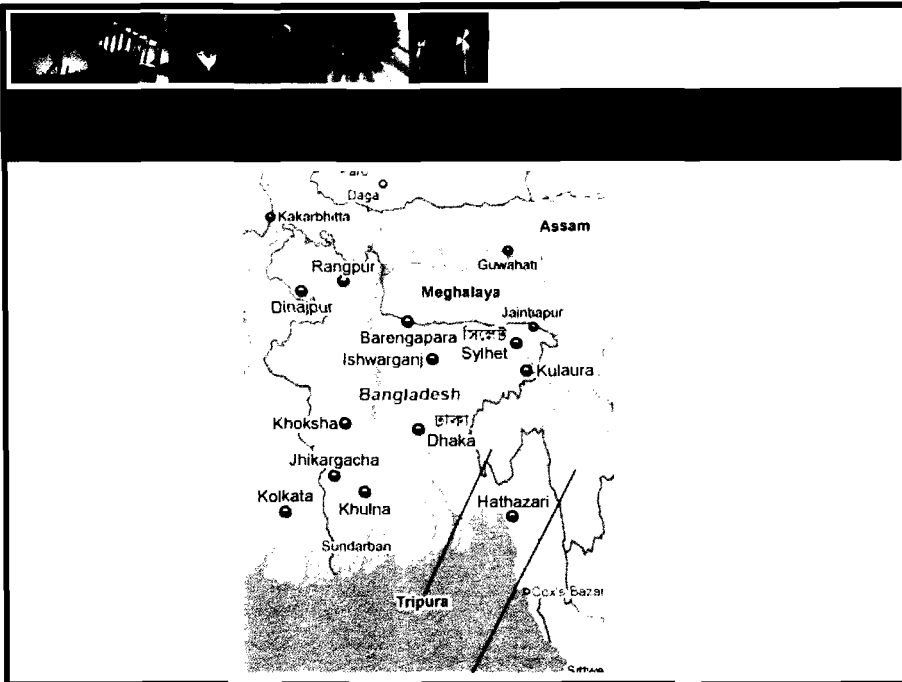 Daga
Kakarbhitta
Assam
Guwahati
Rangpur
Meghalaya
Dinajpur
Jaintiapur
Barengapara
সিলেট
Ishwarganj
Sylhet
Kulaura
Bangladesh
Khoksha
ঢাকা
Dhaka
Jhikargacha
Kolkata
Khulna
Hathazari
Sundarban
Cox's Bazar
Tripura